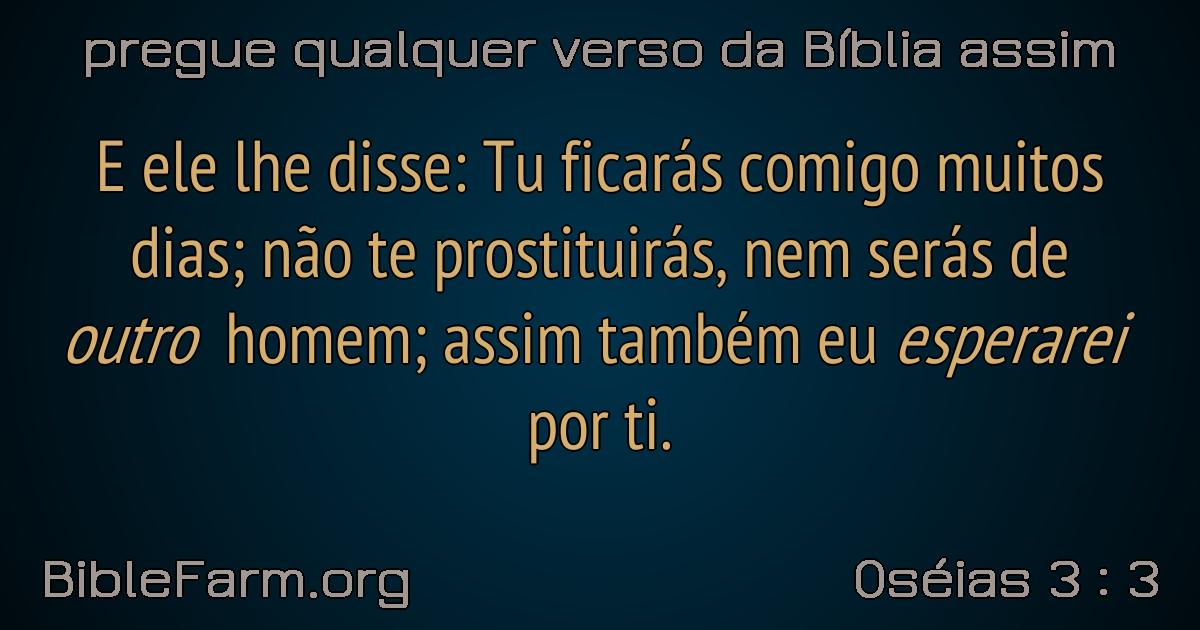 pregue qualquer verso da Bíblia assim
E ele lhe disse: Tu ficarás comigo muitos
dias; não te prostituirás, nem serás de
outro homem; assim também eu esperarei
por ti.
BibleFarm.org
Oséias 3 : 3